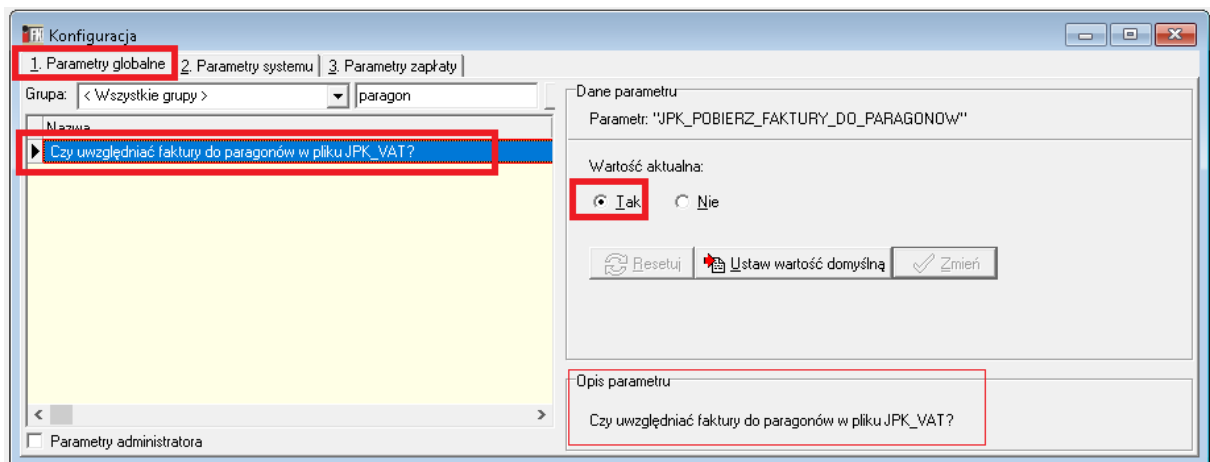 Konfiguracja
1. Parametry globalne 2. Parametry systemu 3. Parametry zapłaty
Grupa: < Wszystkie grupy > paragon
Nazwa
Czy uwzględniać faktury do paragonów w pliku JPK_VAT?
Parametry administratora
Dane parametru
Parametr: "JPK_POBIERZ_FAKTURY_DO_PARAGONOW"
Wartość aktualna:
Tak Nie
Resetuj Ustaw wartość domyślną Zmień
Opis parametru
Czy uwzględniać faktury do paragonów w pliku JPK_VAT?